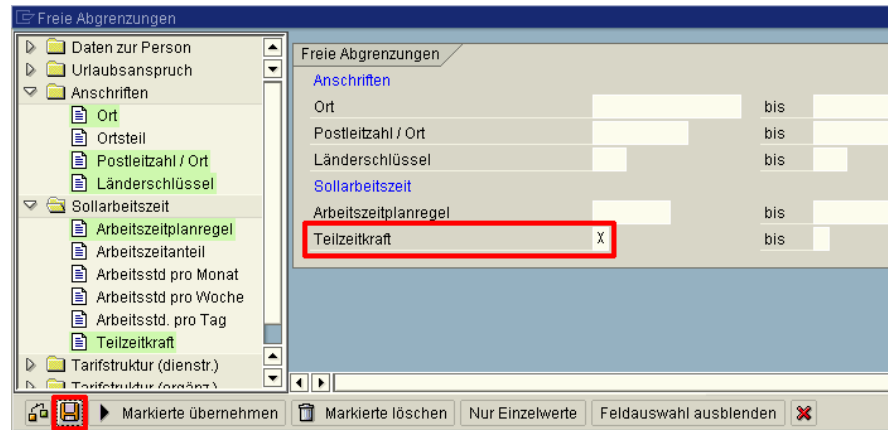 Freie Abgrenzungen
Daten zur Person
Urlaubsanspruch
Anschriften
Ort
Ortsteil
Postleitzahl / Ort
Länderschlüssel
Sollarbeitszeit
Arbeitszeitplanregel
Arbeitszeitanteil
Arbeitsstd pro Monat
Arbeitsstd pro Woche
Arbeitsstd. pro Tag
Teilzeitkraft
Tarifstruktur (dienstr.)
Tarifstruktur (ergänz.)
Freie Abgrenzungen
Anschriften
Ort bis
Postleitzahl / Ort bis
Länderschlüssel bis
Sollarbeitszeit
Arbeitszeitplanregel bis
Teilzeitkraft X bis
Markierte übernehmen Markierte löschen Nur Einzelwerte Feldauswahl ausblenden